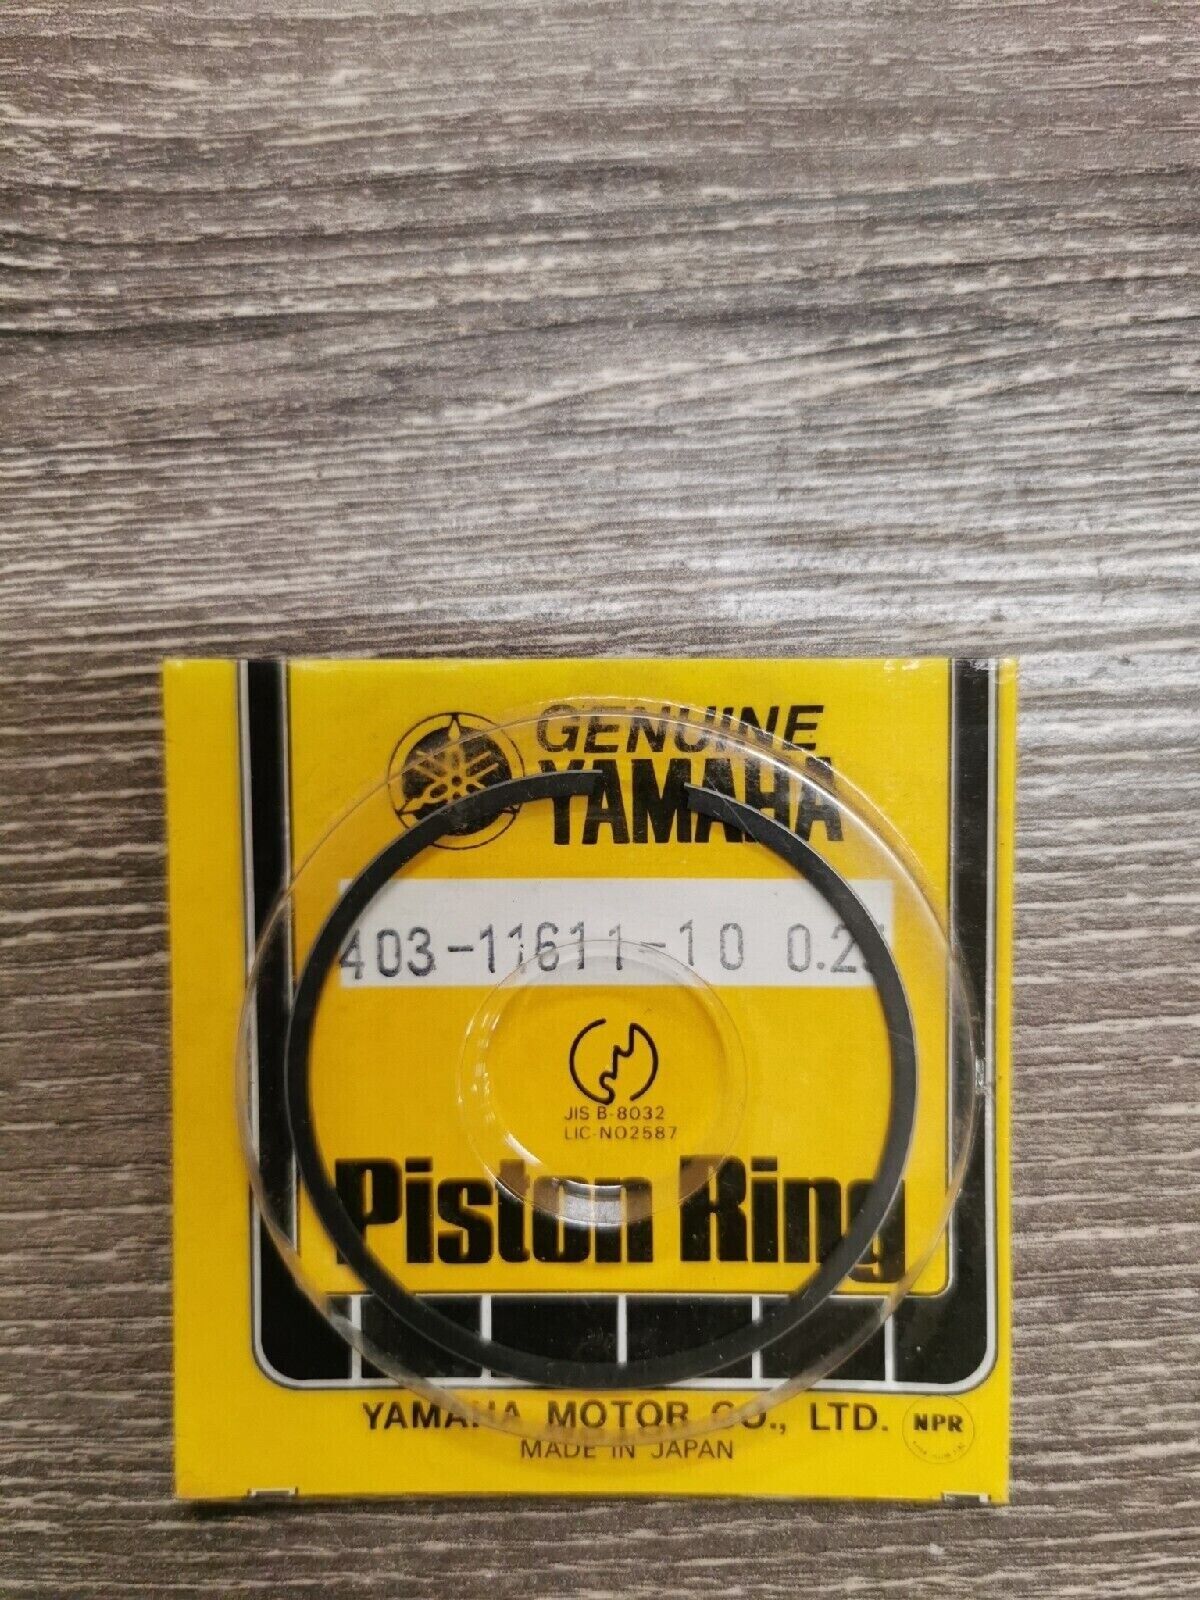 GENUINE
YAMAHA
403-11611-10 0.25
JIS B-8032
LIC-NO2587
Piston Ring
YAMAHA MOTOR CO., LTD.
NPR
MADE IN JAPAN